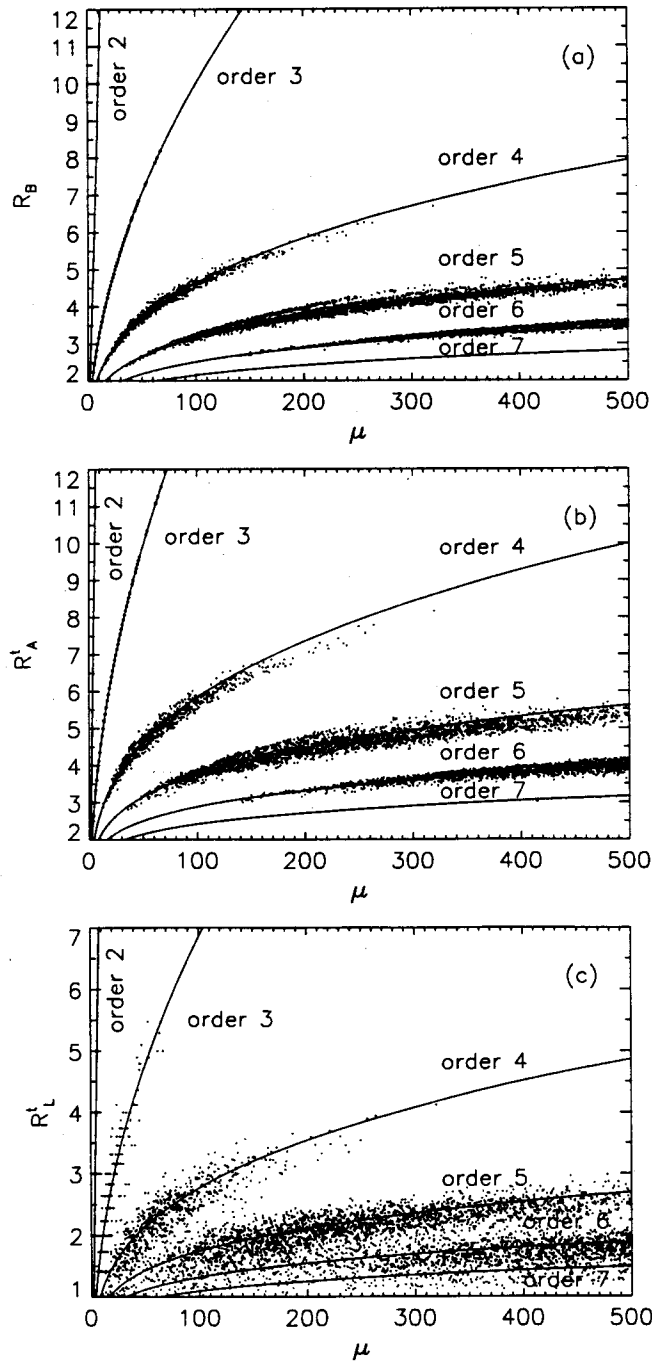 12
11
10
9
8
7
6
5
4
3
2
R_B
order 2
order 3
(a)
order 4
order 5
order 6
order 7
0 100 200 300 400 500
μ
12
11
10
9
8
7
6
5
4
3
2
R^t_A
order 2
order 3
(b)
order 4
order 5
order 6
order 7
0 100 200 300 400 500
μ
7
6
5
4
3
2
1
R^t_L
order 2
order 3
(c)
order 4
order 5
order 6
order 7
0 100 200 300 400 500
μ